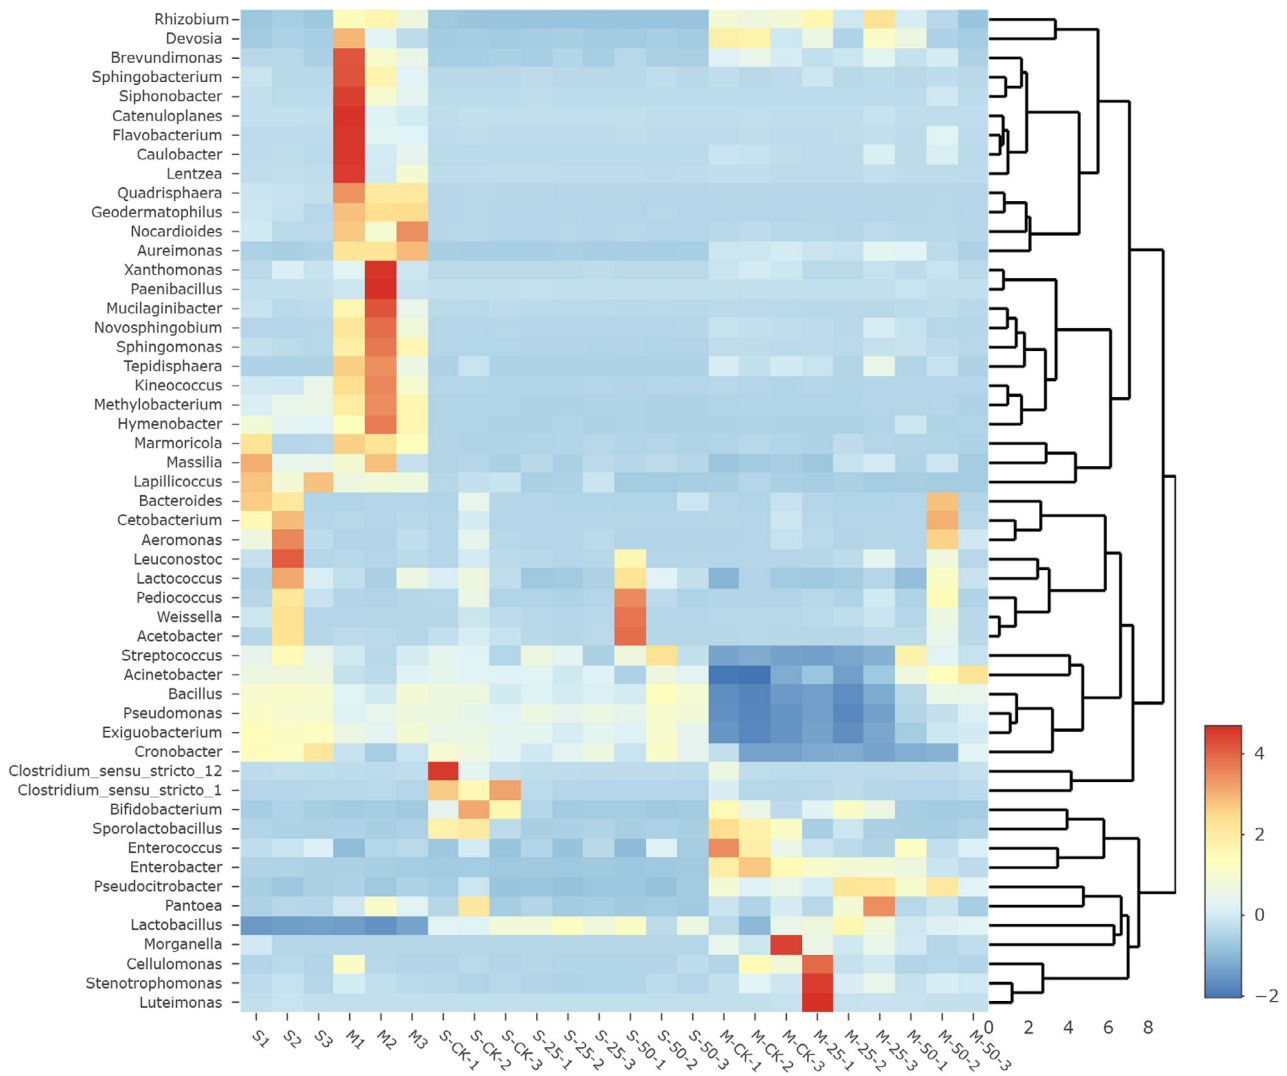 Rhizobium
Devosia
Brevundimonas
Sphingobacterium
Siphonobacter
Catenuloplanes
Flavobacterium
Caulobacter
Lentzea
Quadrisphaera
Geodermatophilus
Nocardioides
Aureimonas
Xanthomonas
Paenibacillus
Mucilaginibacter
Novosphingobium
Sphingomonas
Tepidisphaera
Kineococcus
Methylobacterium
Hymenobacter
Marmoricola
Massilia
Lapillicoccus
Bacteroides
Cetobacterium
Aeromonas
Leuconostoc
Lactococcus
Pediococcus
Weissella
Acetobacter
Streptococcus
Acinetobacter
Bacillus
Pseudomonas
Exiguobacterium
Cronobacter
Clostridium_sensu_stricto_12
Clostridium_sensu_stricto_1
Bifidobacterium
Sporolactobacillus
Enterococcus
Enterobacter
Pseudocitrobacter
Pantoea
Lactobacillus
Morganella
Cellulomonas
Stenotrophomonas
Luteimonas
S1
S2
S3
M1
M2
M3
S-CK-1
S-CK-2
S-CK-3
S-25-1
S-25-2
S-25-3
S-50-1
S-50-2
S-50-3
M-CK-1
M-CK-2
M-CK-3
M-25-1
M-25-2
M-25-3
M-50-1
M-50-2
M-50-3
0 2 4 6 8
4
2
0
−2